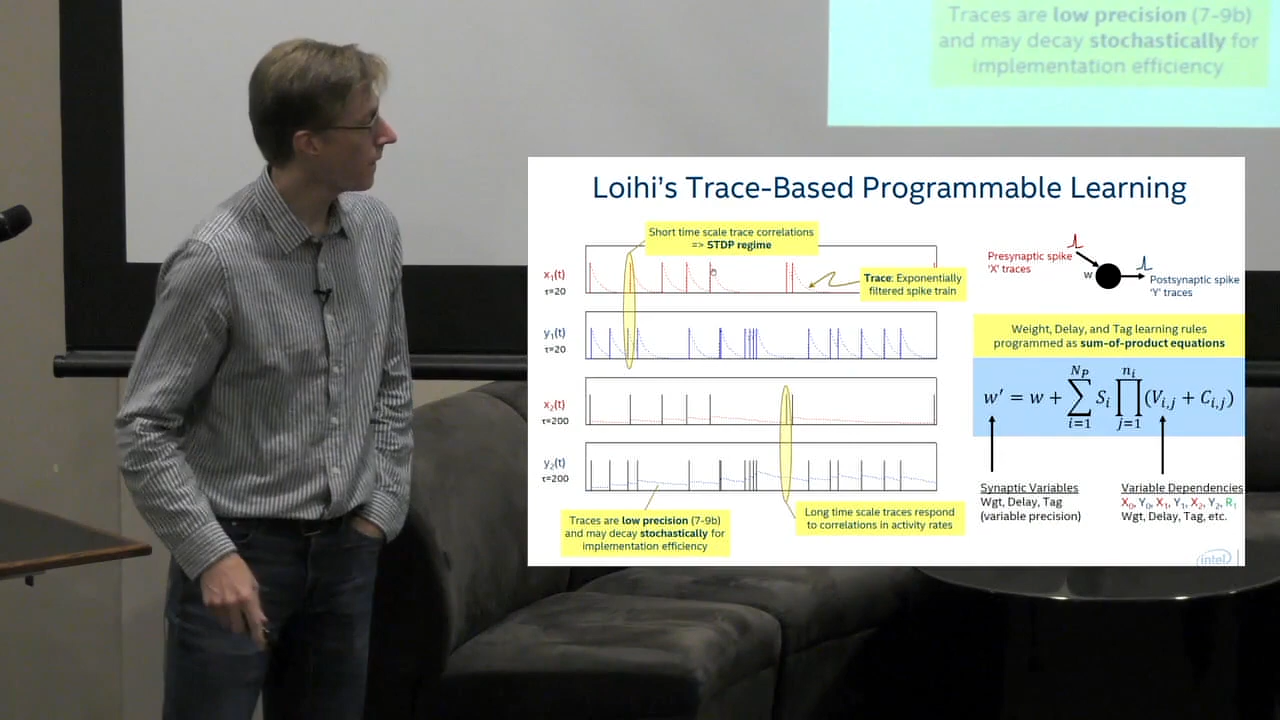 Traces are low precision (7-9b)
and may decay stochastically for
implementation efficiency
Loihi's Trace-Based Programmable Learning
Short time scale trace correlations
=> STDP regime
x₁(t)
τ=20
Trace: Exponentially
filtered spike train
y₁(t)
τ=20
x₂(t)
τ=200
y₂(t)
τ=200
Traces are low precision (7-9b)
and may decay stochastically for
implementation efficiency
Long time scale traces respond
to correlations in activity rates
Presynaptic spike
'X' traces
w
Postsynaptic spike
'Y' traces
Weight, Delay, and Tag learning rules
programmed as sum-of-product equations
w′ = w + ∑ᵢ₌₁ᴺᴾ Sᵢ ∏ⱼ₌₁ⁿⁱ (Vᵢ,ⱼ + Cᵢ,ⱼ)
Synaptic Variables
Wgt, Delay, Tag
(variable precision)
Variable Dependencies
X₀, Y₀, X₁, Y₁, X₂, Y₂, R₁
Wgt, Delay, Tag, etc.
intel